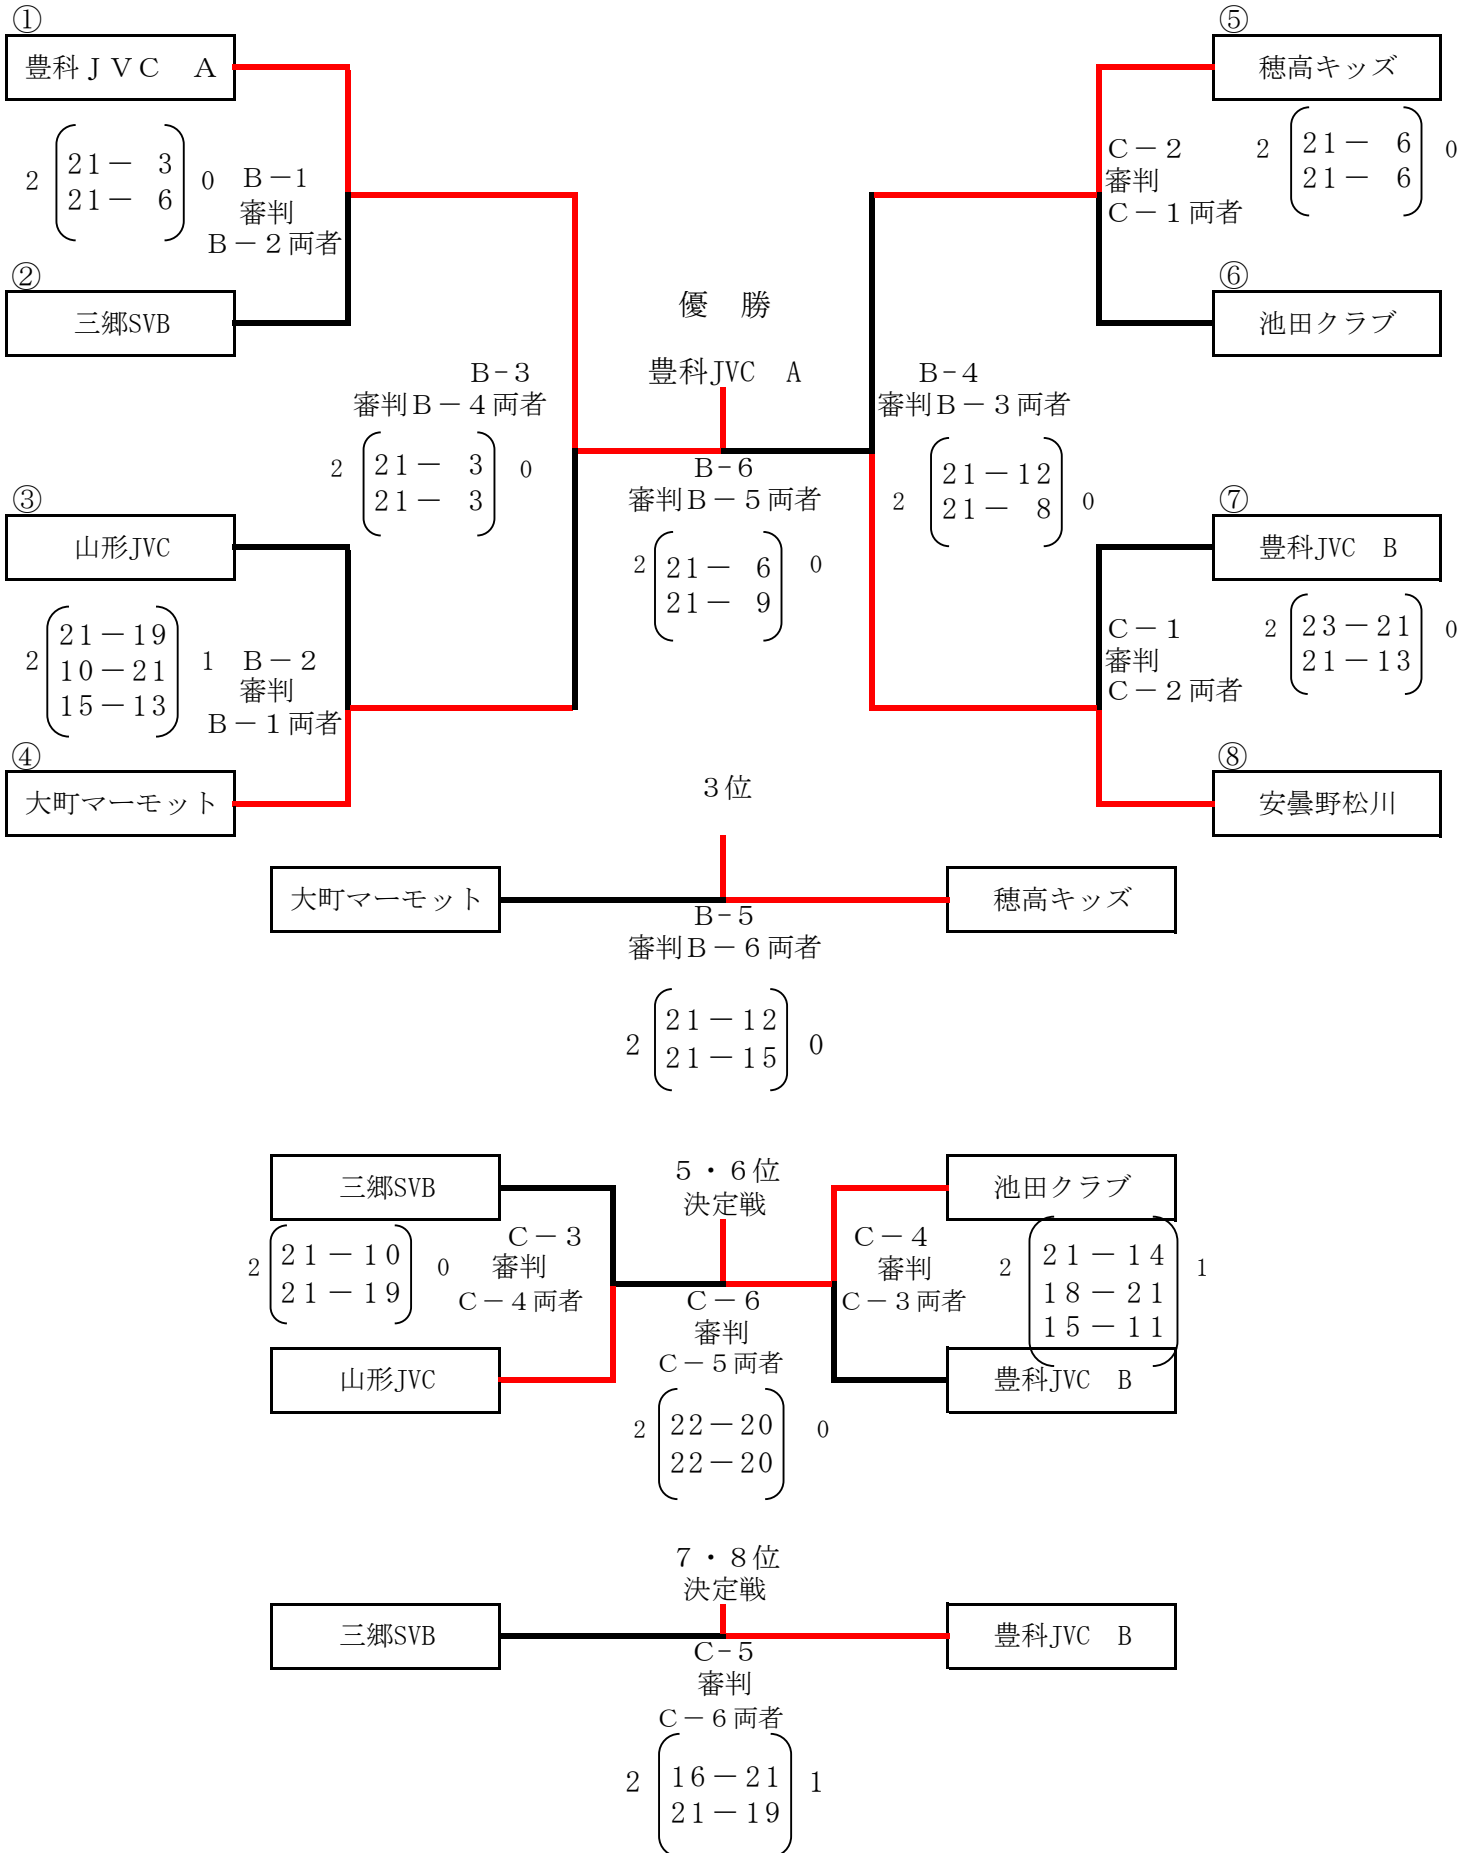 ①
豊科ＪＶＣ　Ａ
2
21－ 3
21－ 6
0
Ｂ－1
審判
Ｂ－２両者
②
三郷SVB
③
山形JVC
2
21－19
10－21
15－13
1
Ｂ－２
審判
Ｂ－１両者
④
大町マーモット
Ｂ-３
審判Ｂ－４両者
2
21－ 3
21－ 3
0
優　勝
豊科JVC　A
Ｂ-６
審判Ｂ－５両者
2
21－ 6
21－ 9
0
Ｂ-４
審判Ｂ－３両者
2
21－12
21－ 8
0
⑤
穂高キッズ
Ｃ－２
審判
Ｃ－１両者
2
21－ 6
21－ 6
0
⑥
池田クラブ
⑦
豊科JVC　B
Ｃ－１
審判
Ｃ－２両者
2
23－21
21－13
0
⑧
安曇野松川
３位
大町マーモット
穂高キッズ
Ｂ-５
審判Ｂ－６両者
2
21－12
21－15
0
５・６位
決定戦
三郷SVB
池田クラブ
2
21－10
21－19
0
Ｃ－３
審判
Ｃ－４両者
山形JVC
Ｃ－６
審判
Ｃ－５両者
2
22－20
22－20
0
Ｃ－４
審判
Ｃ－３両者
2
21－14
18－21
15－11
1
豊科JVC　B
７・８位
決定戦
三郷SVB
豊科JVC　B
Ｃ-５
審判
Ｃ－６両者
2
16－21
21－19
1